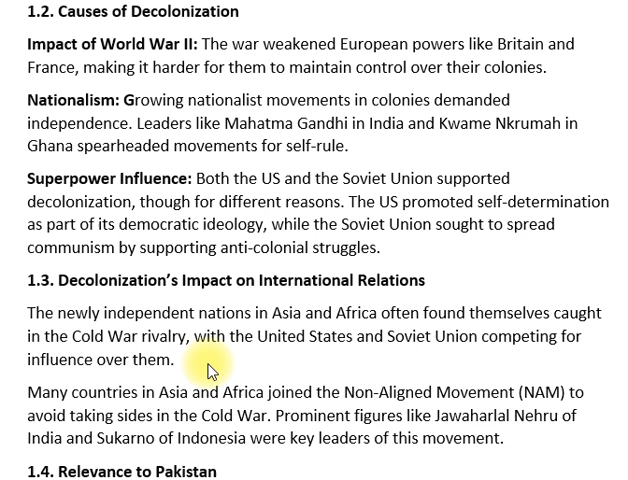 1.2. Causes of Decolonization
Impact of World War II: The war weakened European powers like Britain and
France, making it harder for them to maintain control over their colonies.
Nationalism: Growing nationalist movements in colonies demanded
independence. Leaders like Mahatma Gandhi in India and Kwame Nkrumah in
Ghana spearheaded movements for self-rule.
Superpower Influence: Both the US and the Soviet Union supported
decolonization, though for different reasons. The US promoted self-determination
as part of its democratic ideology, while the Soviet Union sought to spread
communism by supporting anti-colonial struggles.
1.3. Decolonization’s Impact on International Relations
The newly independent nations in Asia and Africa often found themselves caught
in the Cold War rivalry, with the United States and Soviet Union competing for
influence over them.
Many countries in Asia and Africa joined the Non-Aligned Movement (NAM) to
avoid taking sides in the Cold War. Prominent figures like Jawaharlal Nehru of
India and Sukarno of Indonesia were key leaders of this movement.
1.4. Relevance to Pakistan